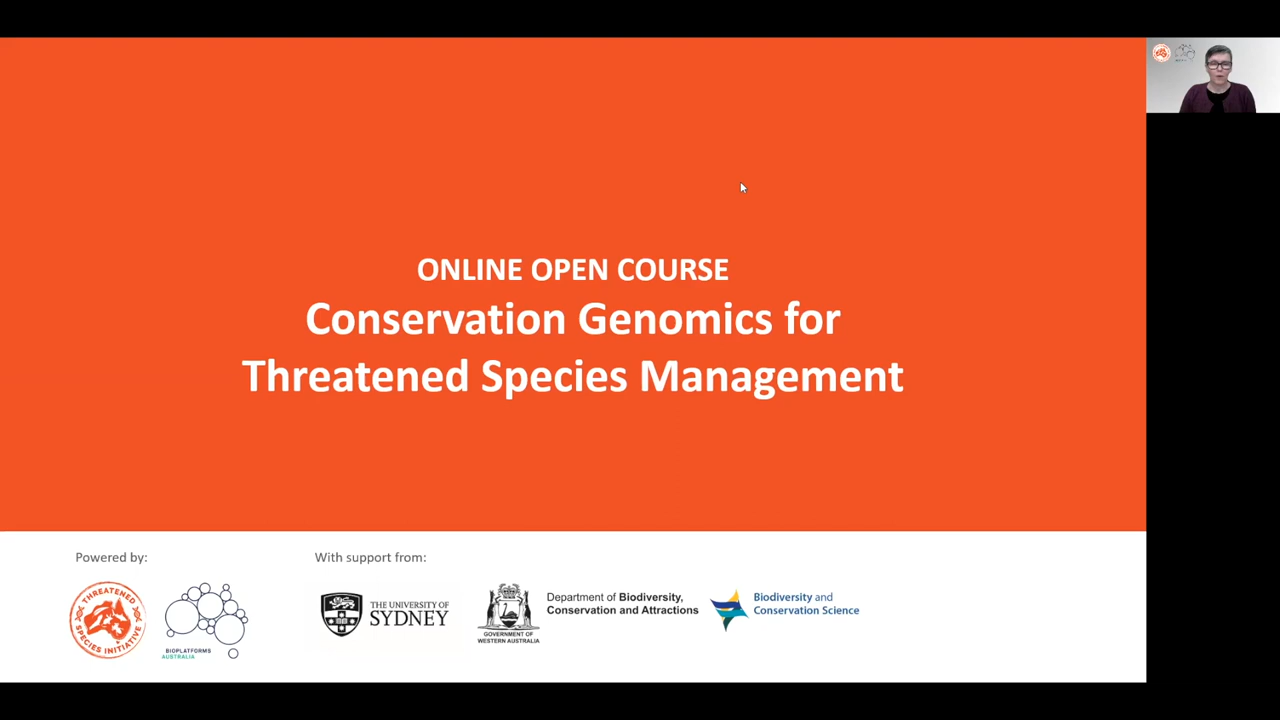 ONLINE OPEN COURSE
Conservation Genomics for
Threatened Species Management
Powered by:
With support from:
THREATENED
SPECIES INITIATIVE
BIOPLATFORMS
AUSTRALIA
THE UNIVERSITY OF
SYDNEY
GOVERNMENT OF
WESTERN AUSTRALIA
Department of Biodiversity,
Conservation and Attractions
Biodiversity and
Conservation Science